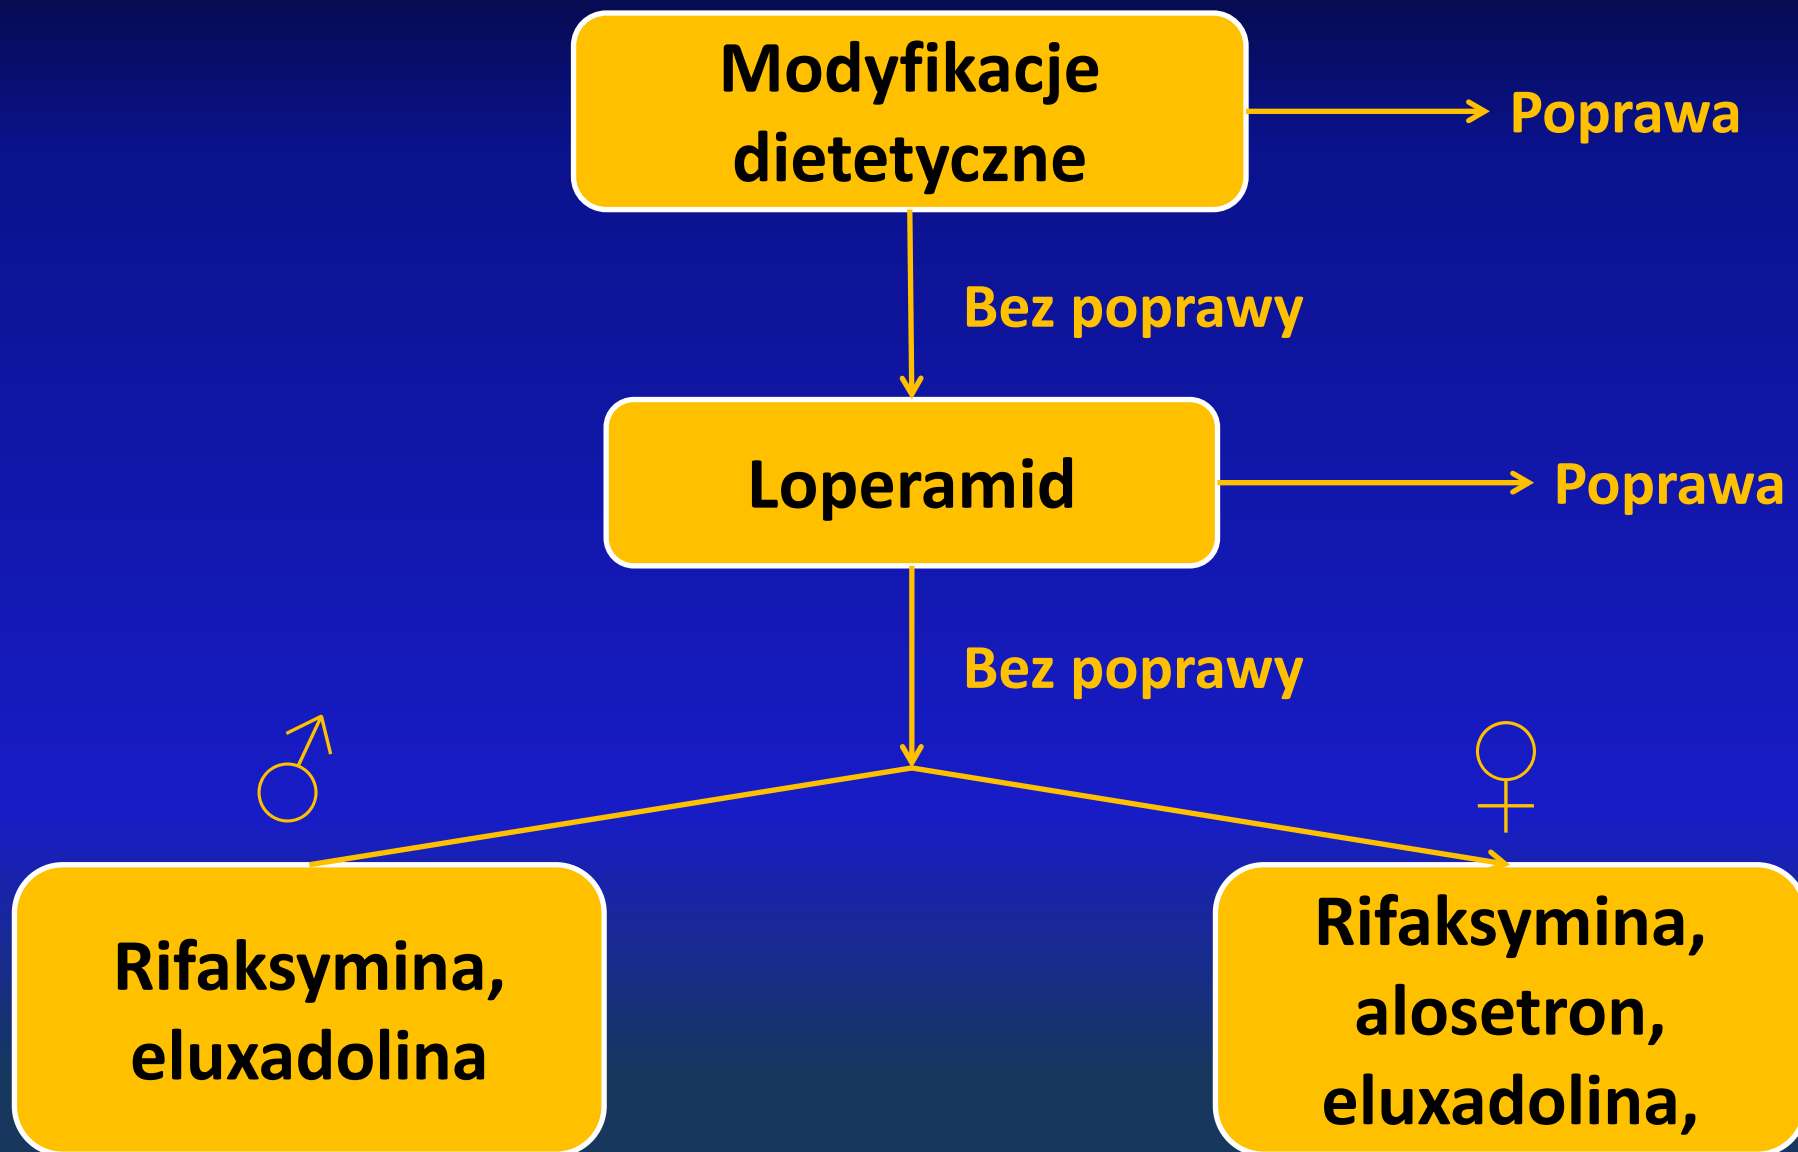 Modyfikacje
dietetyczne
Poprawa
Bez poprawy
Loperamid
Poprawa
Bez poprawy
Rifaksymina,
eluxadolina
Rifaksymina,
alosetron,
eluxadolina,